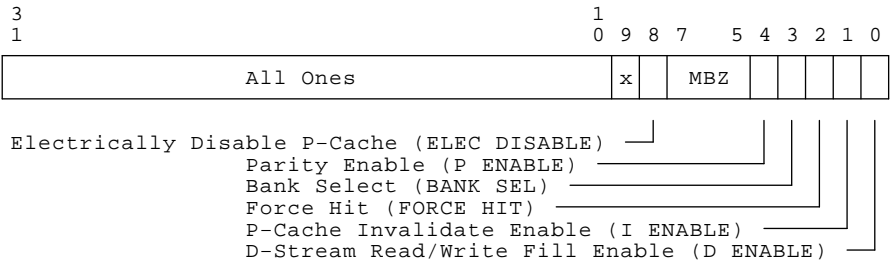 3 1
1 0 9 8 7 5 4 3 2 1 0
All Ones x MBZ
Electrically Disable P-Cache (ELEC DISABLE)
Parity Enable (P ENABLE)
Bank Select (BANK SEL)
Force Hit (FORCE HIT)
P-Cache Invalidate Enable (I ENABLE)
D-Stream Read/Write Fill Enable (D ENABLE)